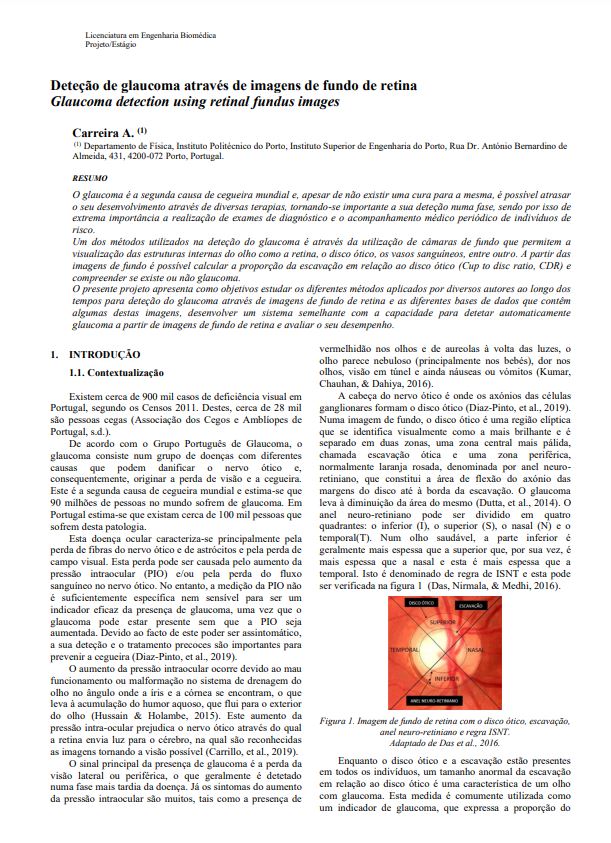 Licenciatura em Engenharia Biomédica
Projeto/Estágio
Deteção de glaucoma através de imagens de fundo de retina
Glaucoma detection using retinal fundus images
Carreira A. (1)
(1) Departamento de Física, Instituto Politécnico do Porto, Instituto Superior de Engenharia do Porto, Rua Dr. António Bernardino de
Almeida, 431, 4200-072 Porto, Portugal.
RESUMO
O glaucoma é a segunda causa de cegueira mundial e, apesar de não existir uma cura para a mesma, é possível atrasar
o seu desenvolvimento através de diversas terapias, tornando-se importante a sua deteção numa fase, sendo por isso de
extrema importância a realização de exames de diagnóstico e o acompanhamento médico periódico de indivíduos de
risco.
Um dos métodos utilizados na deteção do glaucoma é através da utilização de câmaras de fundo que permitem a
visualização das estruturas internas do olho como a retina, o disco ótico, os vasos sanguíneos, entre outro. A partir das
imagens de fundo é possível calcular a proporção da escavação em relação ao disco ótico (Cup to disc ratio, CDR) e
compreender se existe ou não glaucoma.
O presente projeto apresenta como objetivos estudar os diferentes métodos aplicados por diversos autores ao longo dos
tempos para deteção do glaucoma através de imagens de fundo de retina e as diferentes bases de dados que contêm
algumas destas imagens, desenvolver um sistema semelhante com a capacidade para detetar automaticamente
glaucoma a partir de imagens de fundo de retina e avaliar o seu desempenho.
1. INTRODUÇÃO
1.1. Contextualização
Existem cerca de 900 mil casos de deficiência visual em
Portugal, segundo os Censos 2011. Destes, cerca de 28 mil
são pessoas cegas (Associação dos Cegos e Amblíopes de
Portugal, s.d.).
De acordo com o Grupo Português de Glaucoma, o
glaucoma consiste num grupo de doenças com diferentes
causas que podem danificar o nervo ótico e,
consequentemente, originar a perda de visão e a cegueira.
Este é a segunda causa de cegueira mundial e estima-se que
90 milhões de pessoas no mundo sofrem de glaucoma. Em
Portugal estima-se que existam cerca de 100 mil pessoas que
sofrem desta patologia.
Esta doença ocular caracteriza-se principalmente pela
perda de fibras do nervo ótico e de astrócitos e pela perda de
campo visual. Esta perda pode ser causada pelo aumento da
pressão intraocular (PIO) e/ou pela perda do fluxo
sanguíneo no nervo ótico. No entanto, a medição da PIO não
é suficientemente específica nem sensível para ser um
indicador eficaz da presença de glaucoma, uma vez que o
glaucoma pode estar presente sem que a PIO seja
aumentada. Devido ao facto de este poder ser assintomático,
a sua deteção e o tratamento precoces são importantes para
prevenir a cegueira (Diaz-Pinto, et al., 2019).
O aumento da pressão intraocular ocorre devido ao mau
funcionamento ou malformação no sistema de drenagem do
olho no ângulo onde a íris e a córnea se encontram, o que
leva à acumulação do humor aquoso, que flui para o exterior
do olho (Hussain & Holambe, 2015). Este aumento da
pressão intra-ocular prejudica o nervo ótico através do qual
a retina envia luz para o cérebro, na qual são reconhecidas
as imagens tornando a visão possível (Carrillo, et al., 2019).
O sinal principal da presença de glaucoma é a perda da
visão lateral ou periférica, o que geralmente é detetado
numa fase mais tardia da doença. Já os sintomas do aumento
da pressão intraocular são muitos, tais como a presença de
vermelhidão nos olhos e de aureolas à volta das luzes, o
olho parece nebuloso (principalmente nos bebés), dor nos
olhos, visão em túnel e ainda náuseas ou vómitos (Kumar,
Chauhan, & Dahiya, 2016).
A cabeça do nervo ótico é onde os axónios das células
ganglionares formam o disco ótico (Diaz-Pinto, et al., 2019).
Numa imagem de fundo, o disco ótico é uma região elíptica
que se identifica visualmente como a mais brilhante e é
separado em duas zonas, uma zona central mais pálida,
chamada escavação ótica e uma zona periférica,
normalmente laranja rosada, denominada por anel neuro-
retiniano, que constitui a área de flexão do axónio das
margens do disco até à borda da escavação. O glaucoma
leva à diminuição da área do mesmo (Dutta, et al., 2014). O
anel neuro-retiniano pode ser dividido em quatro
quadrantes: o inferior (I), o superior (S), o nasal (N) e o
temporal(T). Num olho saudável, a parte inferior é
geralmente mais espessa que a superior que, por sua vez, é
mais espessa que a nasal e esta é mais espessa que a
temporal. Isto é denominado de regra de ISNT e esta pode
ser verificada na figura 1 (Das, Nirmala, & Medhi, 2016).
DISCO ÓTICO
ESCAVAÇÃO
SUPERIOR
TEMPORAL
NASAL
INFERIOR
ANEL NEURO-RETINIANO
Figura 1. Imagem de fundo de retina com o disco ótico, escavação,
anel neuro-retiniano e regra ISNT.
Adaptado de Das et al., 2016.
Enquanto o disco ótico e a escavação estão presentes
em todos os indivíduos, um tamanho anormal da escavação
em relação ao disco ótico é uma característica de um olho
com glaucoma. Esta medida é comumente utilizada como
um indicador de glaucoma, que expressa a proporção do